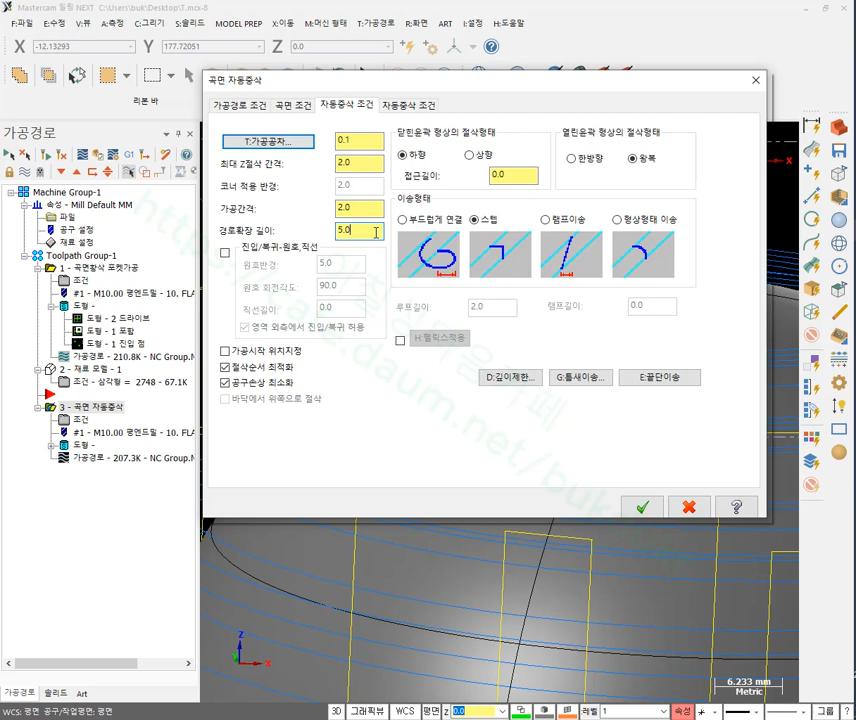 Mastercam 밀링 NEXT  C:\Users\buk\Desktop\T.mcx-8
F:파일 E:수정 V:뷰 A:측정 C:그리기 S:솔리드 MODEL PREP X:이동 M:머신 형태 T:가공경로 R:화면 ART I:설정 H:도움말
X -12.13293 Y 177.72051 Z 0.0
리본 바
가공경로
Machine Group-1
속성 - Mill Default MM
파일
공구 설정
재료 설정
Toolpath Group-1
1 - 곡면황삭 포켓가공
조건
#1 - M10.00 평엔드밀 - 10. FLA
도형 -
도형 - 2 드라이브
도형 - 1 포함
도형 - 1 진입 점
가공경로 - 210.8K - NC Group.
2 - 재료 모델 - 1
조건 - 삼각형 = 2748 - 67.1K
3 - 곡면 자동중삭
조건
#1 - M10.00 평엔드밀 - 10. FL
도형 -
가공경로 - 207.3K - NC Group.M
곡면 자동중삭
가공경로 조건 곡면 조건 자동중삭 조건 자동중삭 조건
T:가공공차... 0.1
최대 Z절삭 간격: 2.0
코너 적용 반경: 2.0
가공간격: 2.0
경로확장 길이: 5.0
진입/복귀-원호,직선
원호반경: 5.0
원호 회전각도: 90.0
직선길이: 0.0
영역 외측에서 진입/복귀 허용
가공시작 위치지정
절삭순서 최적화
공구손상 최소화
바닥에서 위쪽으로 절삭
닫힌윤곽 형상의 절삭형태
하향 상향
접근길이: 0.0
열린윤곽 형상의 절삭형태
한방향 왕복
이송형태
부드럽게 연결 스텝 램프이송 형상형태 이송
루프길이: 2.0 램프길이: 0.0
H:헬릭스적용
D:깊이제한... G:틈새이송... E:끝단이송
Z
X
6.233 mm
Metric
가공경로 솔리드 Art
WCS: 평면 공구/작업평면: 평면
3D 그래픽뷰 WCS 평면 Z 0.0 레벨 1 속성 그룹 ?